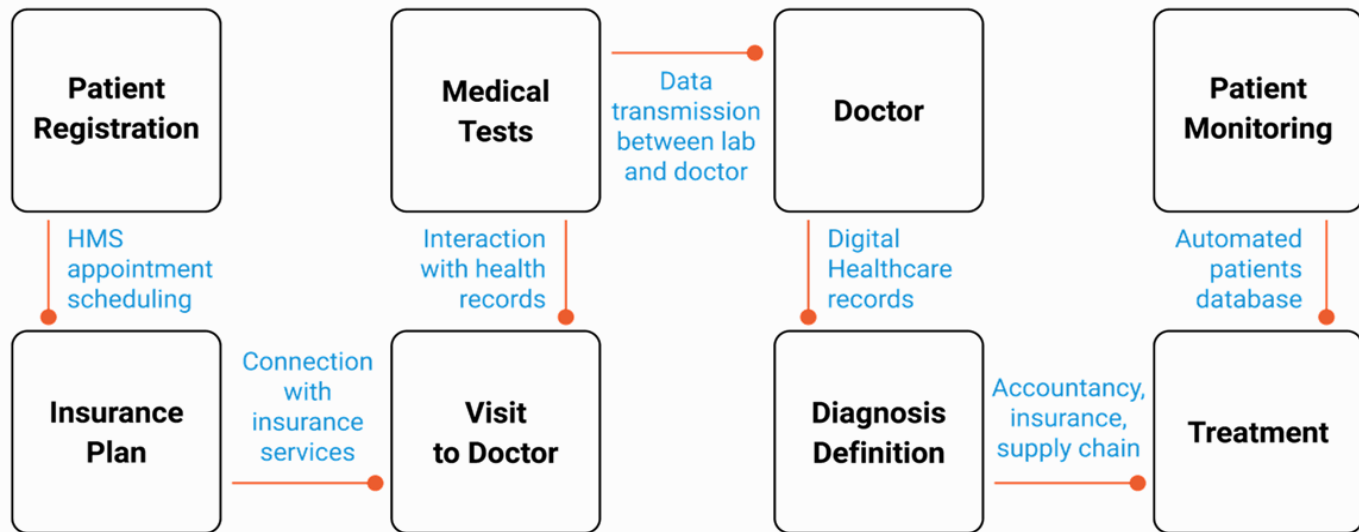 Patient
Registration
Medical
Tests
Data
transmission
between lab
and doctor
Doctor
Patient
Monitoring
HMS
appointment
scheduling
Interaction
with health
records
Digital
Healthcare
records
Automated
patients
database
Insurance
Plan
Connection
with
insurance
services
Visit
to Doctor
Diagnosis
Definition
Accountancy,
insurance,
supply chain
Treatment